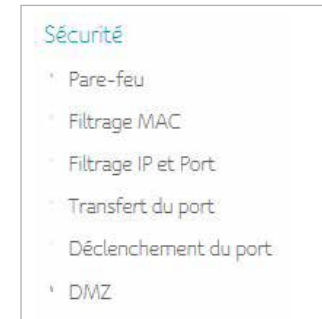 Sécurité
Pare-feu
Filtrage MAC
Filtrage IP et Port
Transfert du port
Déclenchement du port
DMZ